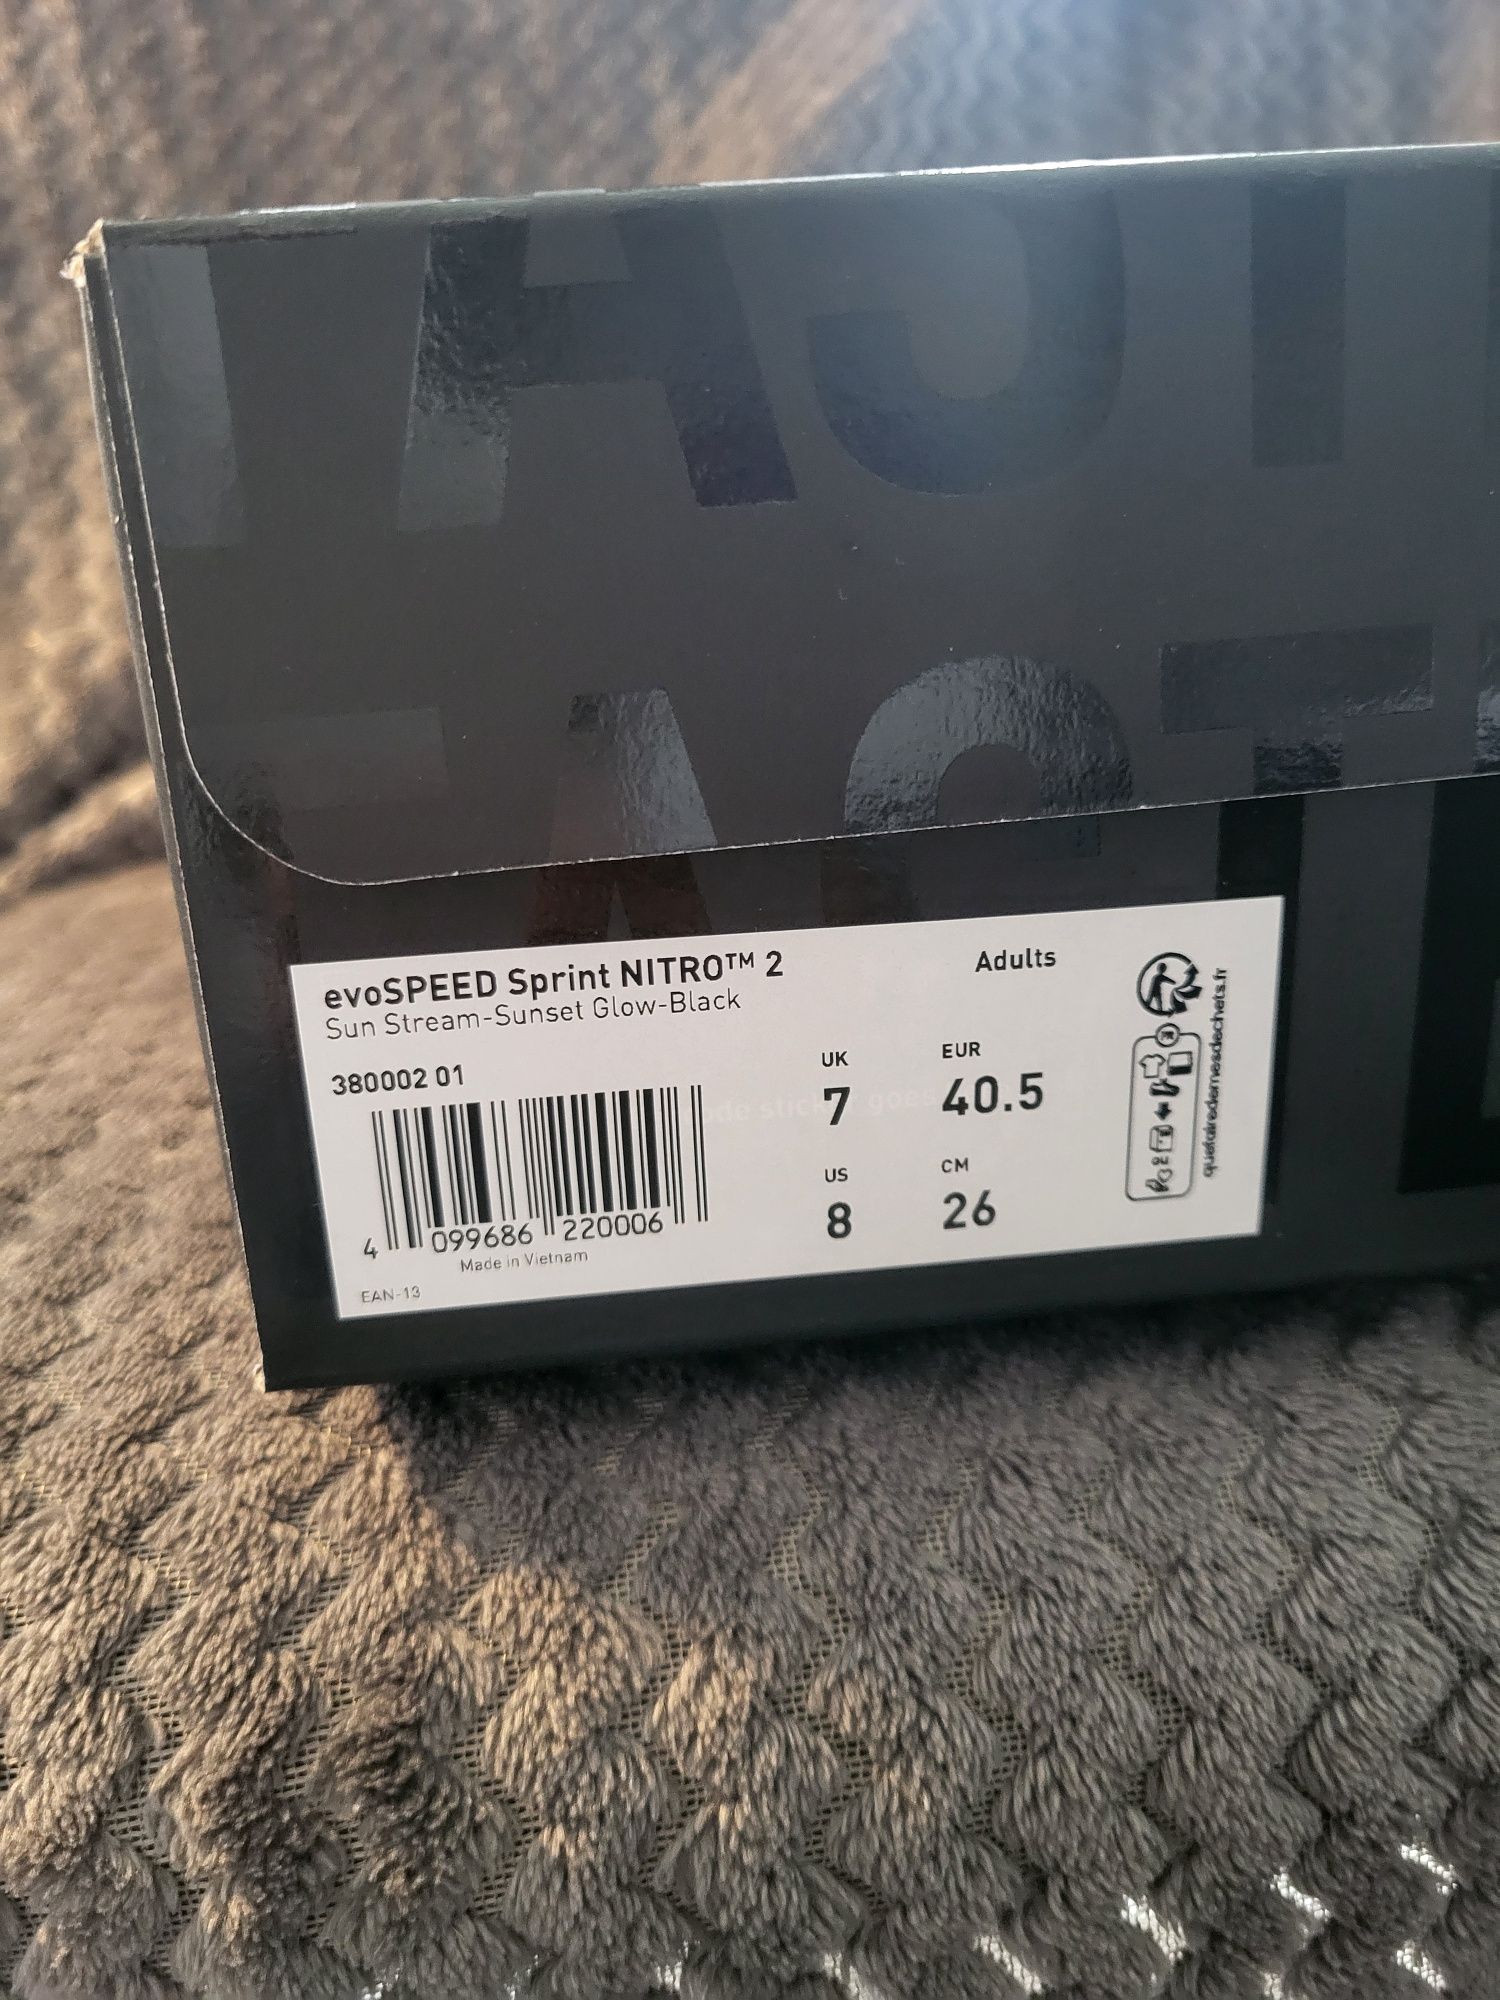 evoSPEED Sprint NITRO™ 2
Adults
Sun Stream-Sunset Glow-Black
380002 01
UK
7
EUR
40.5
US
8
CM
26
4 099686 220006
Made in Vietnam
EAN-13
quefairedemesdechets.fr
FR